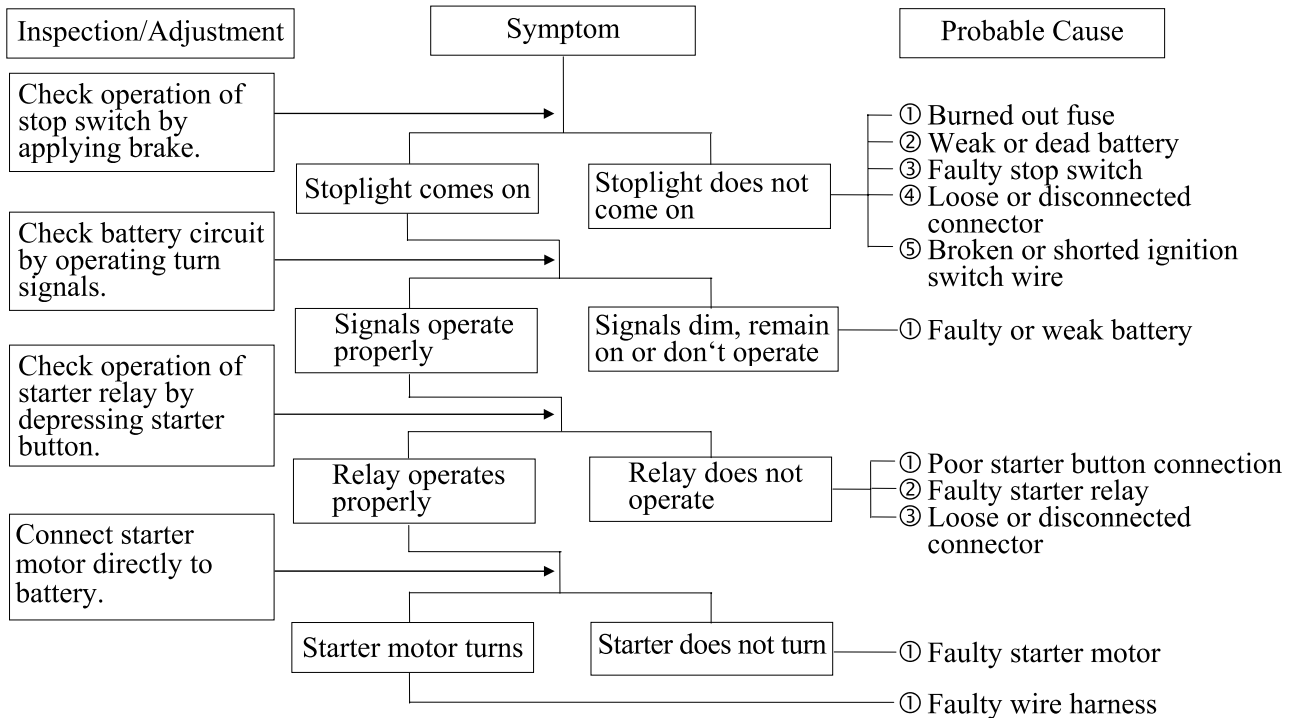 Inspection/Adjustment
Symptom
Probable Cause
Check operation of
stop switch by
applying brake.
Stoplight comes on
Stoplight does not
come on
① Burned out fuse
② Weak or dead battery
③ Faulty stop switch
④ Loose or disconnected
connector
⑤ Broken or shorted ignition
switch wire
Check battery circuit
by operating turn
signals.
Signals operate
properly
Signals dim, remain
on or don‘t operate
① Faulty or weak battery
Check operation of
starter relay by
depressing starter
button.
Relay operates
properly
Relay does not
operate
① Poor starter button connection
② Faulty starter relay
③ Loose or disconnected
connector
Connect starter
motor directly to
battery.
Starter motor turns
Starter does not turn
① Faulty starter motor
① Faulty wire harness